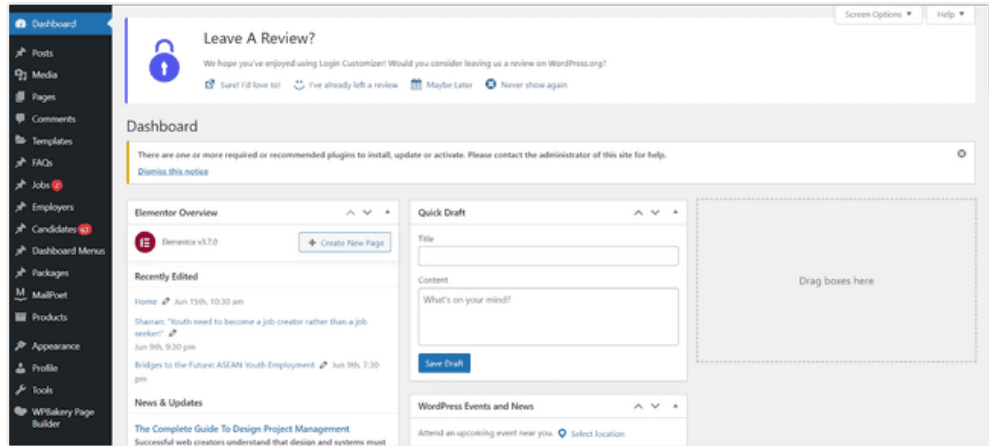 Dashboard
Posts
Media
Pages
Comments
Templates
FAQs
Jobs 2
Employers
Candidates 63
Dashboard Menus
Packages
MailPoet
Products
Appearance
Profile
Tools
WPBakery Page
Builder
Screen Options
Help
Leave A Review?
We hope you've enjoyed using Login Customizer! Would you consider leaving us a review on WordPress.org?
Sure! I'd love to! I've already left a review Maybe Later Never show again
Dashboard
There are one or more required or recommended plugins to install, update or activate. Please contact the administrator of this site for help.
Dismiss this notice
Elementor Overview
Elementor v3.7.0
+ Create New Page
Recently Edited
Home Jun 15th, 10:30 am
"Youth need to become a job creator rather than a job
seeker!"
Jun 9th, 9:30 pm
Bridges to the Future: ASEAN Youth Employment Jun 9th, 7:30
pm
News & Updates
The Complete Guide To Design Project Management
Successful web creators understand that design and systems must
Quick Draft
Title
Content
What's on your mind?
Save Draft
WordPress Events and News
Attend an upcoming event near you. Select location
Drag boxes here